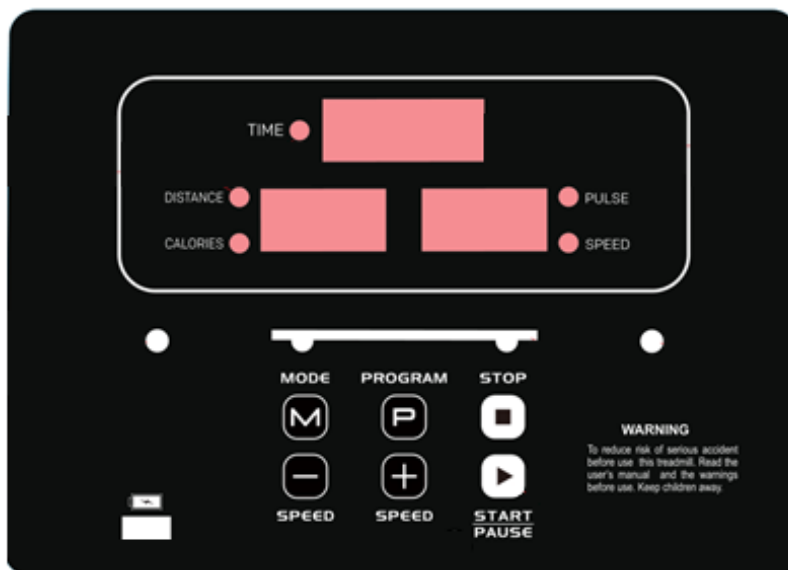 TIME
DISTANCE
PULSE
CALORIES
SPEED
MODE PROGRAM STOP
M P
SPEED SPEED START
PAUSE
WARNING
To reduce risk of serious accident
before use this treadmill. Read the
user's manual and the warnings
before use. Keep children away.